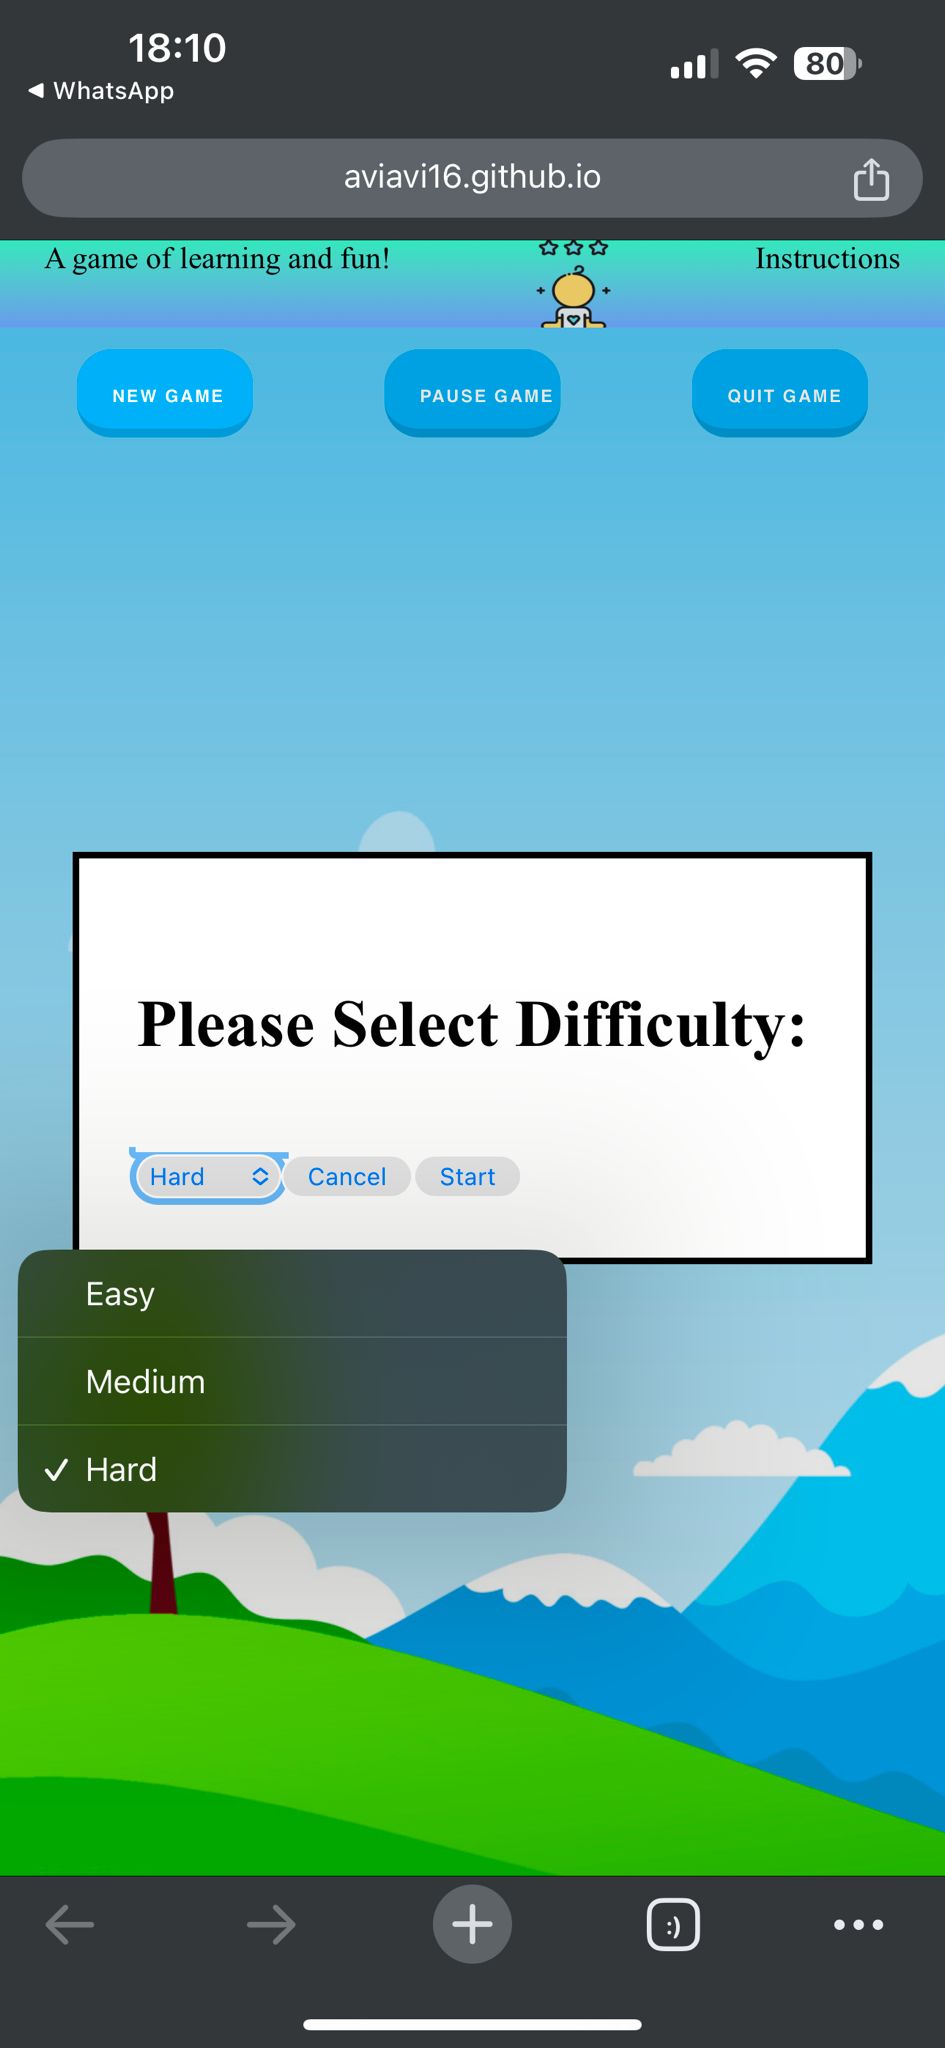 18:10
80
◀ WhatsApp
aviavi16.github.io
A game of learning and fun!
Instructions
NEW GAME
PAUSE GAME
QUIT GAME
Please Select Difficulty:
Hard
Cancel
Start
Easy
Medium
✓ Hard
:)